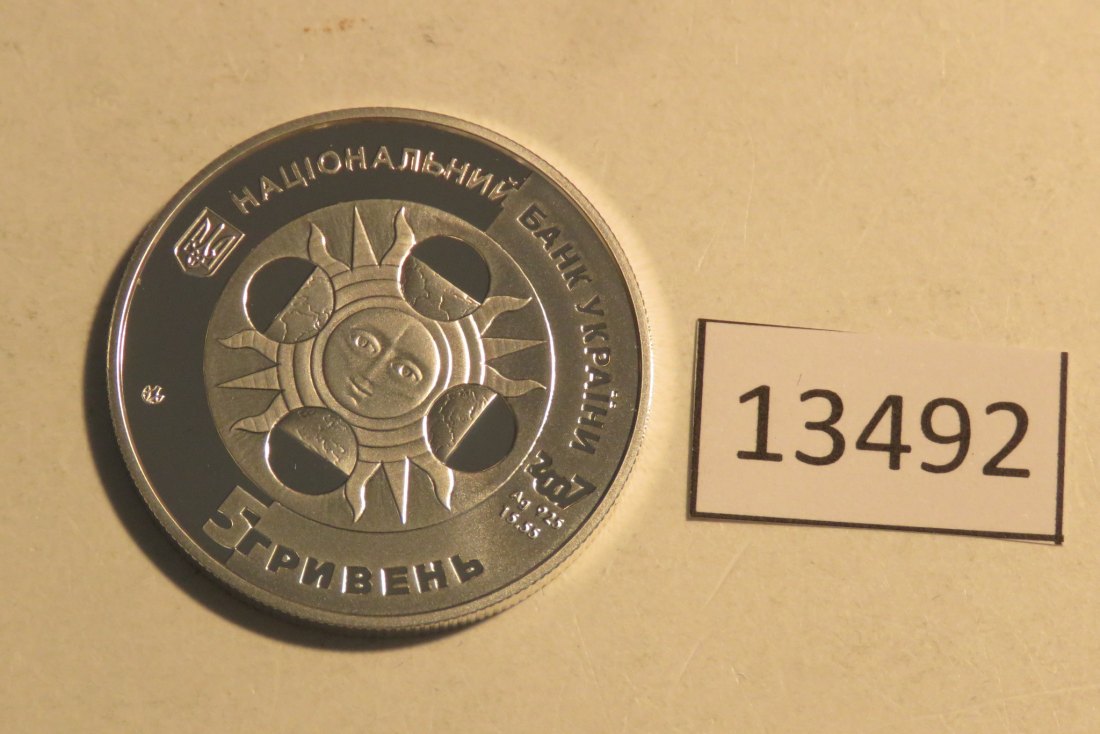 НАЦІОНАЛЬНИЙ БАНК УКРАЇНИ
2007
Ag 925
15.55
5 ГРИВЕНЬ
13492